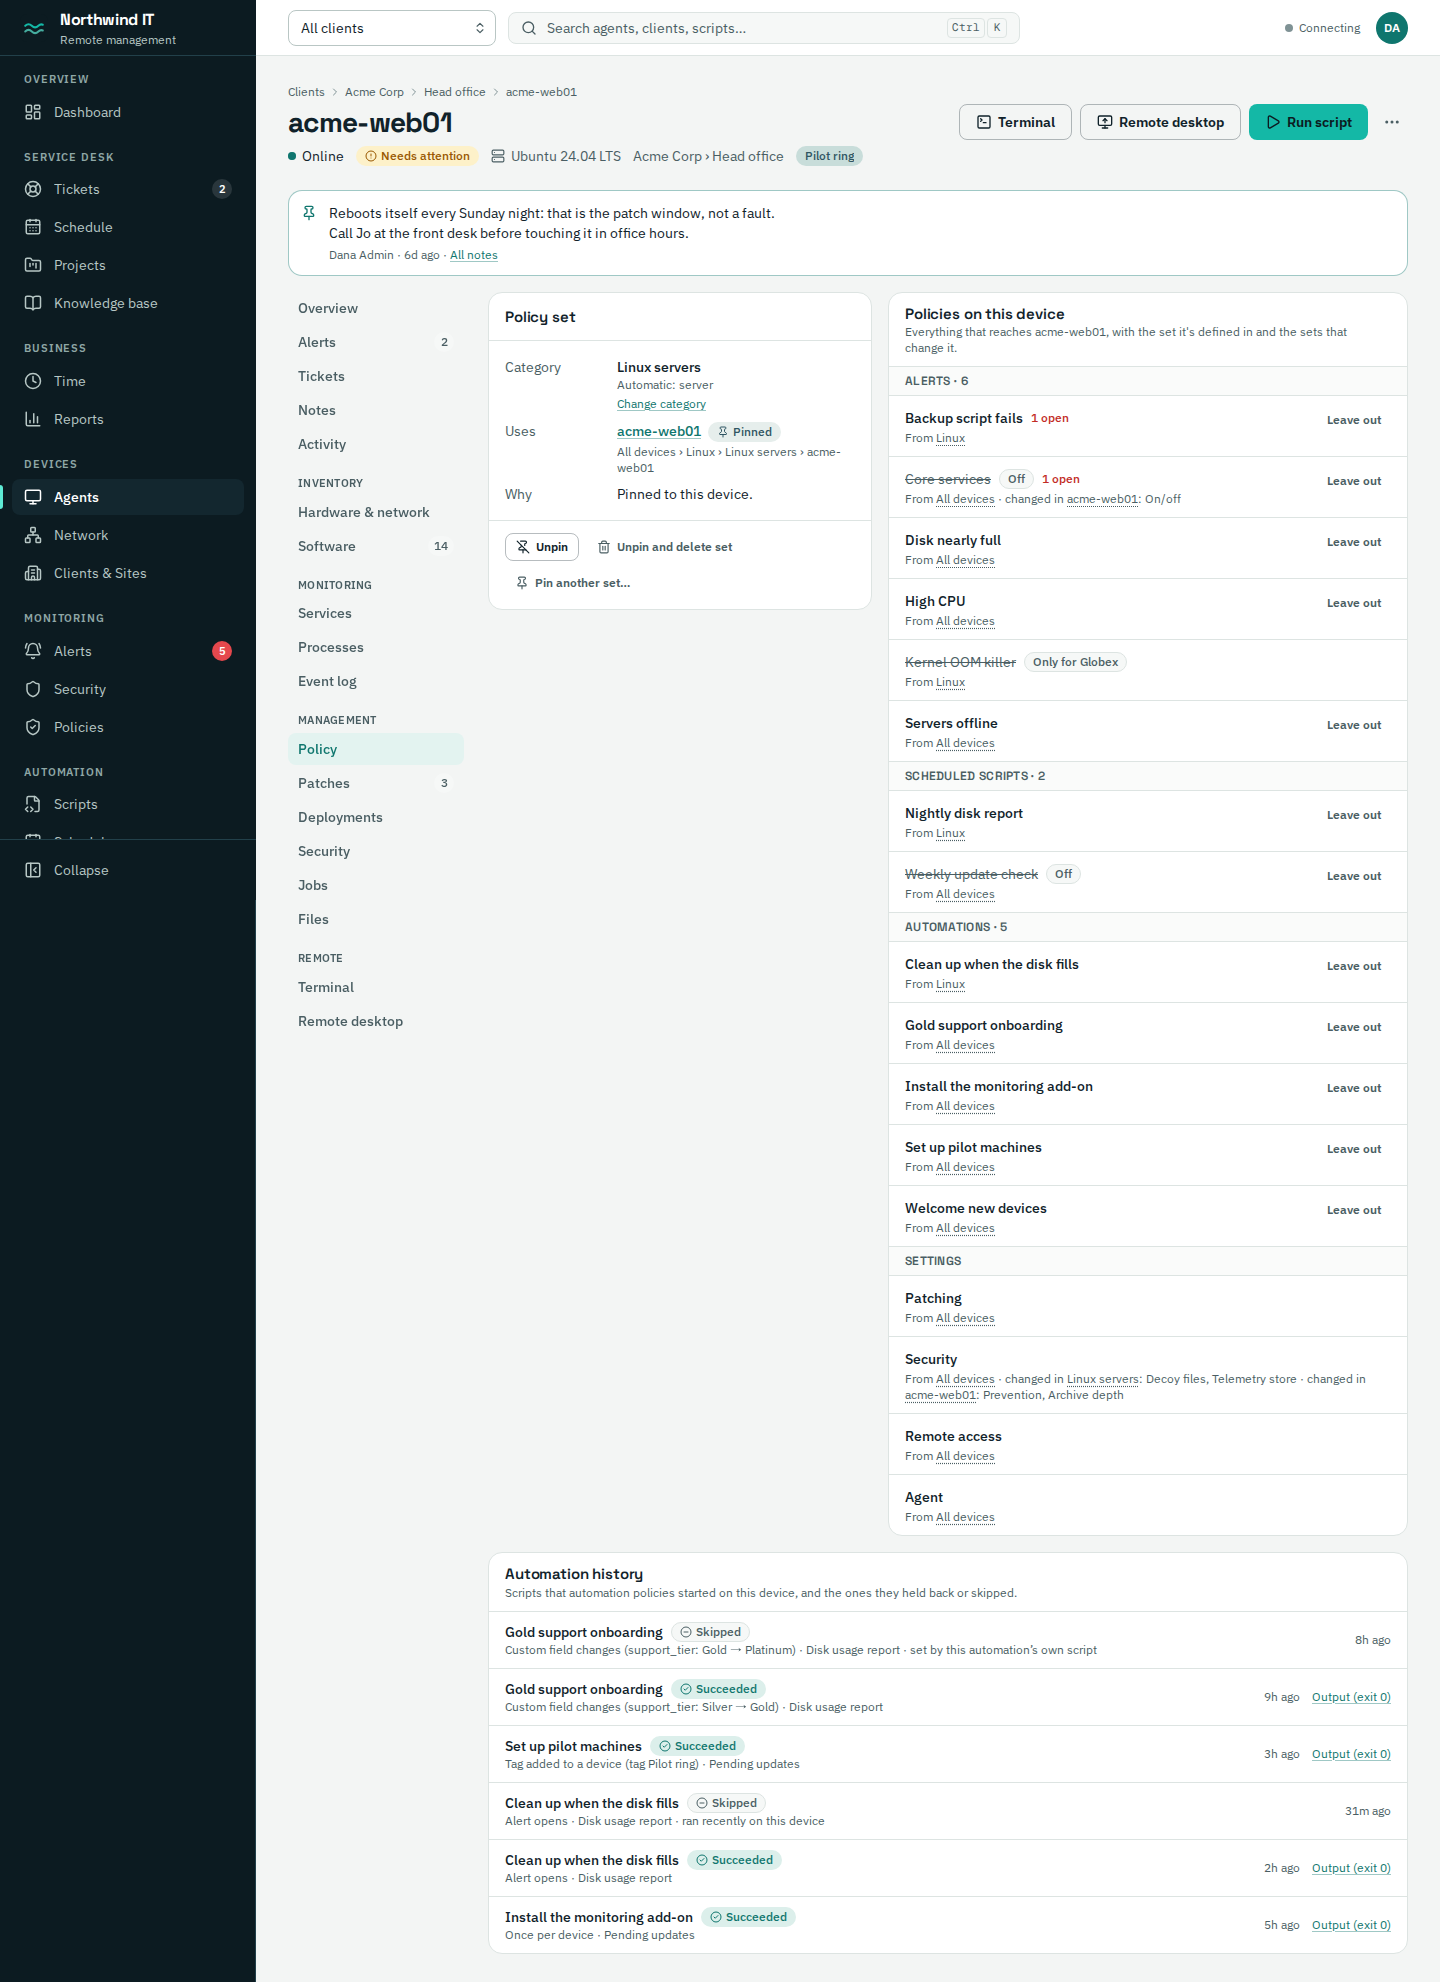 Northwind IT
Remote management
All clients
Search agents, clients, scripts...
Ctrl K
Connecting
DA
OVERVIEW
Dashboard
SERVICE DESK
Tickets 2
Schedule
Projects
Knowledge base
BUSINESS
Time
Reports
DEVICES
Agents
Network
Clients & Sites
MONITORING
Alerts 5
Security
Policies
AUTOMATION
Scripts
Collapse
Clients > Acme Corp > Head office > acme-web01
acme-web01
Terminal
Remote desktop
Run script
Online
Needs attention
Ubuntu 24.04 LTS
Acme Corp › Head office
Pilot ring
Reboots itself every Sunday night: that is the patch window, not a fault.
Call Jo at the front desk before touching it in office hours.
Dana Admin · 6d ago · All notes
Overview
Alerts 2
Tickets
Notes
Activity
INVENTORY
Hardware & network
Software 14
MONITORING
Services
Processes
Event log
MANAGEMENT
Policy
Patches 3
Deployments
Security
Jobs
Files
REMOTE
Terminal
Remote desktop
Policy set
Category
Linux servers
Automatic: server
Change category
Uses
acme-web01 Pinned
All devices › Linux › Linux servers › acme-
web01
Why
Pinned to this device.
Unpin
Unpin and delete set
Pin another set...
Policies on this device
Everything that reaches acme-web01, with the set it's defined in and the sets that
change it.
ALERTS · 6
Backup script fails 1 open
From Linux
Leave out
Core services Off 1 open
From All devices · changed in acme-web01: On/off
Leave out
Disk nearly full
From All devices
Leave out
High CPU
From All devices
Leave out
Kernel OOM killer Only for Globex
From Linux
Servers offline
From All devices
Leave out
SCHEDULED SCRIPTS · 2
Nightly disk report
From Linux
Leave out
Weekly update check Off
From All devices
Leave out
AUTOMATIONS · 5
Clean up when the disk fills
From Linux
Leave out
Gold support onboarding
From All devices
Leave out
Install the monitoring add-on
From All devices
Leave out
Set up pilot machines
From All devices
Leave out
Welcome new devices
From All devices
Leave out
SETTINGS
Patching
From All devices
Security
From All devices · changed in Linux servers: Decoy files, Telemetry store · changed in
acme-web01: Prevention, Archive depth
Remote access
From All devices
Agent
From All devices
Automation history
Scripts that automation policies started on this device, and the ones they held back or skipped.
Gold support onboarding Skipped
Custom field changes (support_tier: Gold → Platinum) · Disk usage report · set by this automation's own script
8h ago
Gold support onboarding Succeeded
Custom field changes (support_tier: Silver → Gold) · Disk usage report
9h ago Output (exit 0)
Set up pilot machines Succeeded
Tag added to a device (tag Pilot ring) · Pending updates
3h ago Output (exit 0)
Clean up when the disk fills Skipped
Alert opens · Disk usage report · ran recently on this device
31m ago
Clean up when the disk fills Succeeded
Alert opens · Disk usage report
2h ago Output (exit 0)
Install the monitoring add-on Succeeded
Once per device · Pending updates
5h ago Output (exit 0)